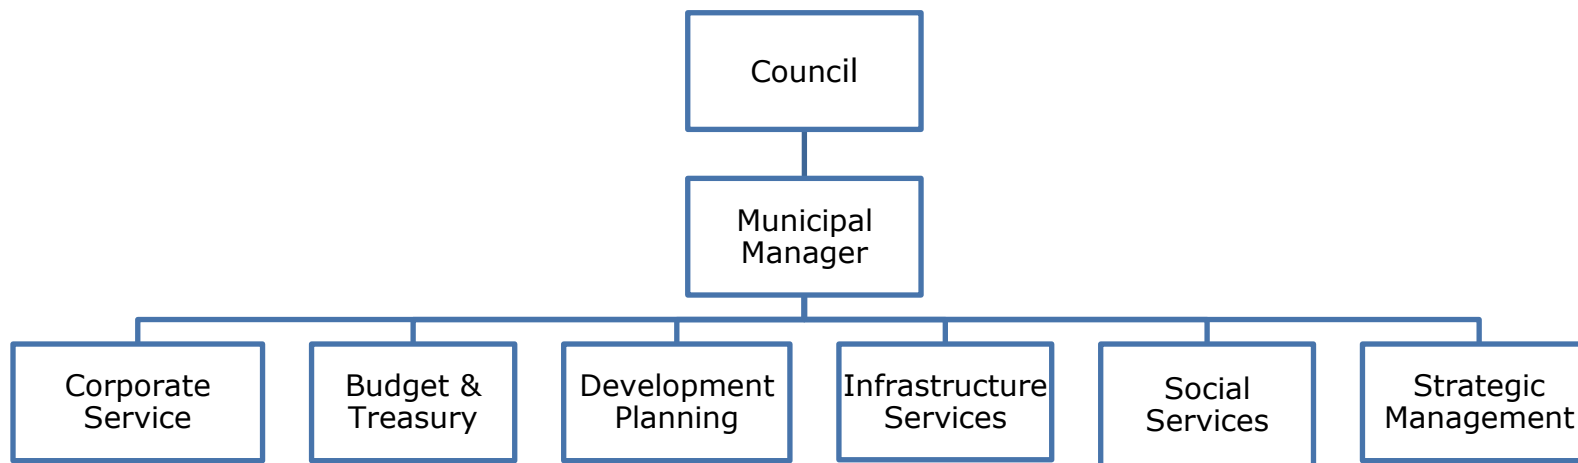 Council
Municipal
Manager
Corporate
Service
Budget &
Treasury
Development
Planning
Infrastructure
Services
Social
Services
Strategic
Management